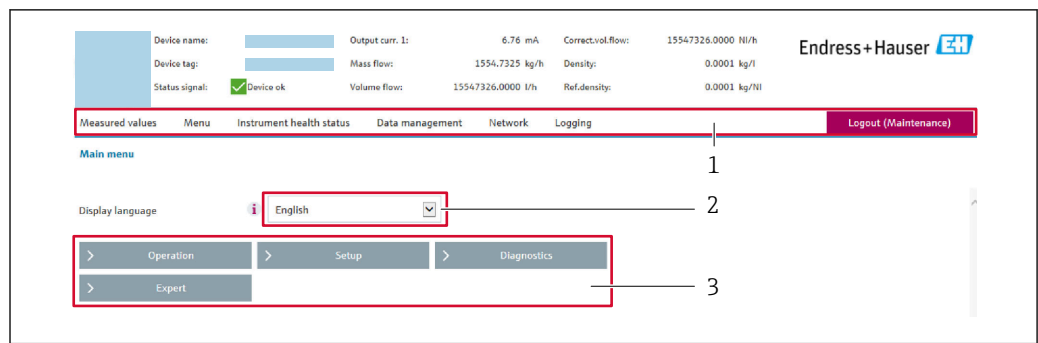 Device name: Output curr. 1: 6.76 mA Correct.vol.flow: 15547326.0000 Nl/h
Endress+Hauser EH
Device tag: Mass flow: 1554.7325 kg/h Density: 0.0001 kg/l
Status signal: Device ok Volume flow: 15547326.0000 l/h Ref.density: 0.0001 kg/Nl
Measured values Menu Instrument health status Data management Network Logging Logout (Maintenance)
1
Main menu
Display language i English 2
> Operation > Setup > Diagnostics
> Expert 3